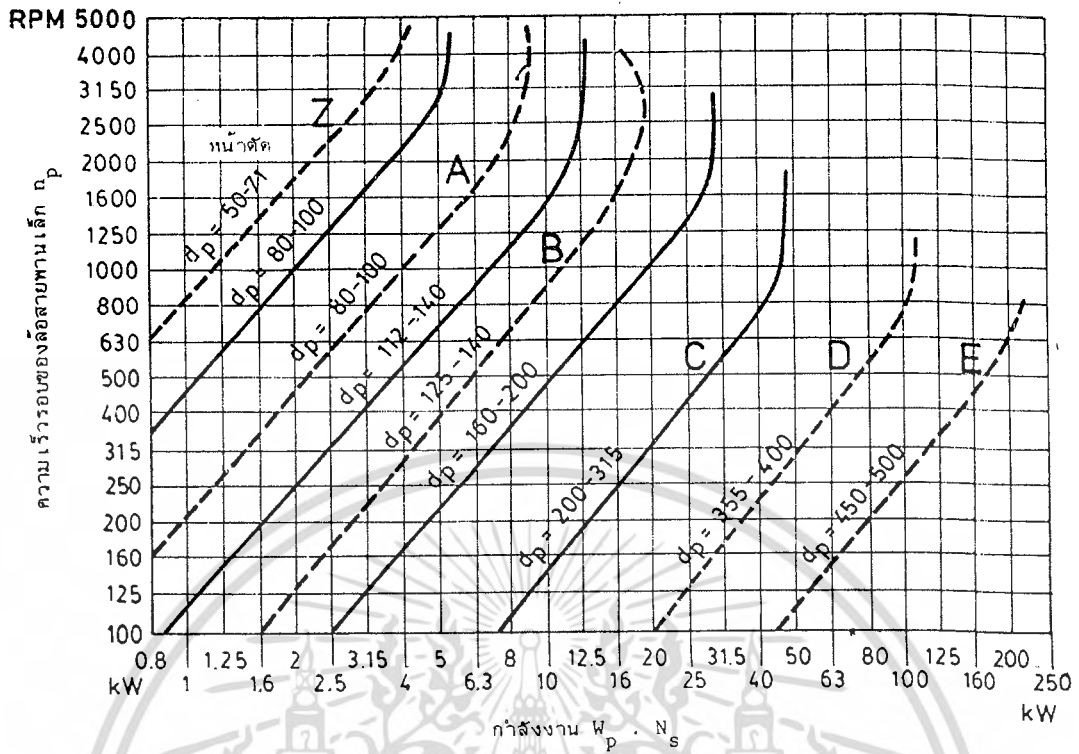 RPM 5000
4000
3150
2500
2000
1600
1250
1000
800
630
500
400
315
250
200
160
125
100
ความเร็วรอบของล้อสายพานเล็ก n_p
หน้าตัด
Z
A
B
C
D
E
d_p = 50-71
d_p = 80-100
d_p = 80-100
d_p = 112-140
d_p = 125-140
d_p = 160-200
d_p = 200-315
d_p = 355-400
d_p = 450-500
0.8 1.25 2 3.15 5 8 12.5 20 31.5 50 80 125 200
kW 1 1.6 2.5 4 6.3 10 16 25 40 63 100 160 250
kW
กำลังงาน W_p . N_s